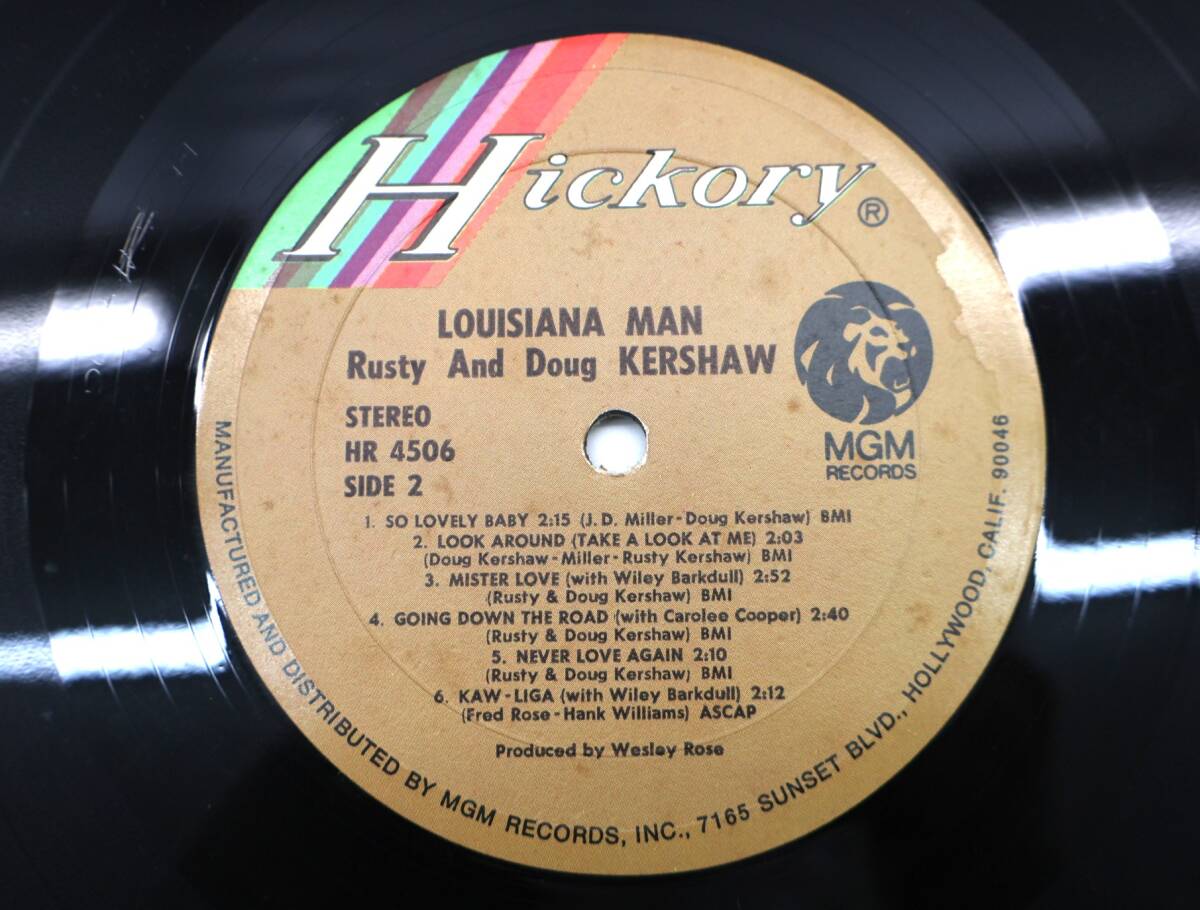 Hickory®
LOUISIANA MAN
Rusty And Doug KERSHAW
STEREO
HR 4506
SIDE 2
MGM
RECORDS
1. SO LOVELY BABY 2:15 (J.D. Miller-Doug Kershaw) BMI
2. LOOK AROUND (TAKE A LOOK AT ME) 2:03
(Doug Kershaw-Miller-Rusty Kershaw) BMI
3. MISTER LOVE (with Wiley Barkdull) 2:52
(Rusty & Doug Kershaw) BMI
4. GOING DOWN THE ROAD (with Carolee Cooper) 2:40
(Rusty & Doug Kershaw) BMI
5. NEVER LOVE AGAIN 2:10
(Rusty & Doug Kershaw) BMI
6. KAW-LIGA (with Wiley Barkdull) 2:12
(Fred Rose-Hank Williams) ASCAP
Produced by Wesley Rose
MANUFACTURED AND DISTRIBUTED BY MGM RECORDS, INC., 7165 SUNSET BLVD., HOLLYWOOD, CALIF. 90046